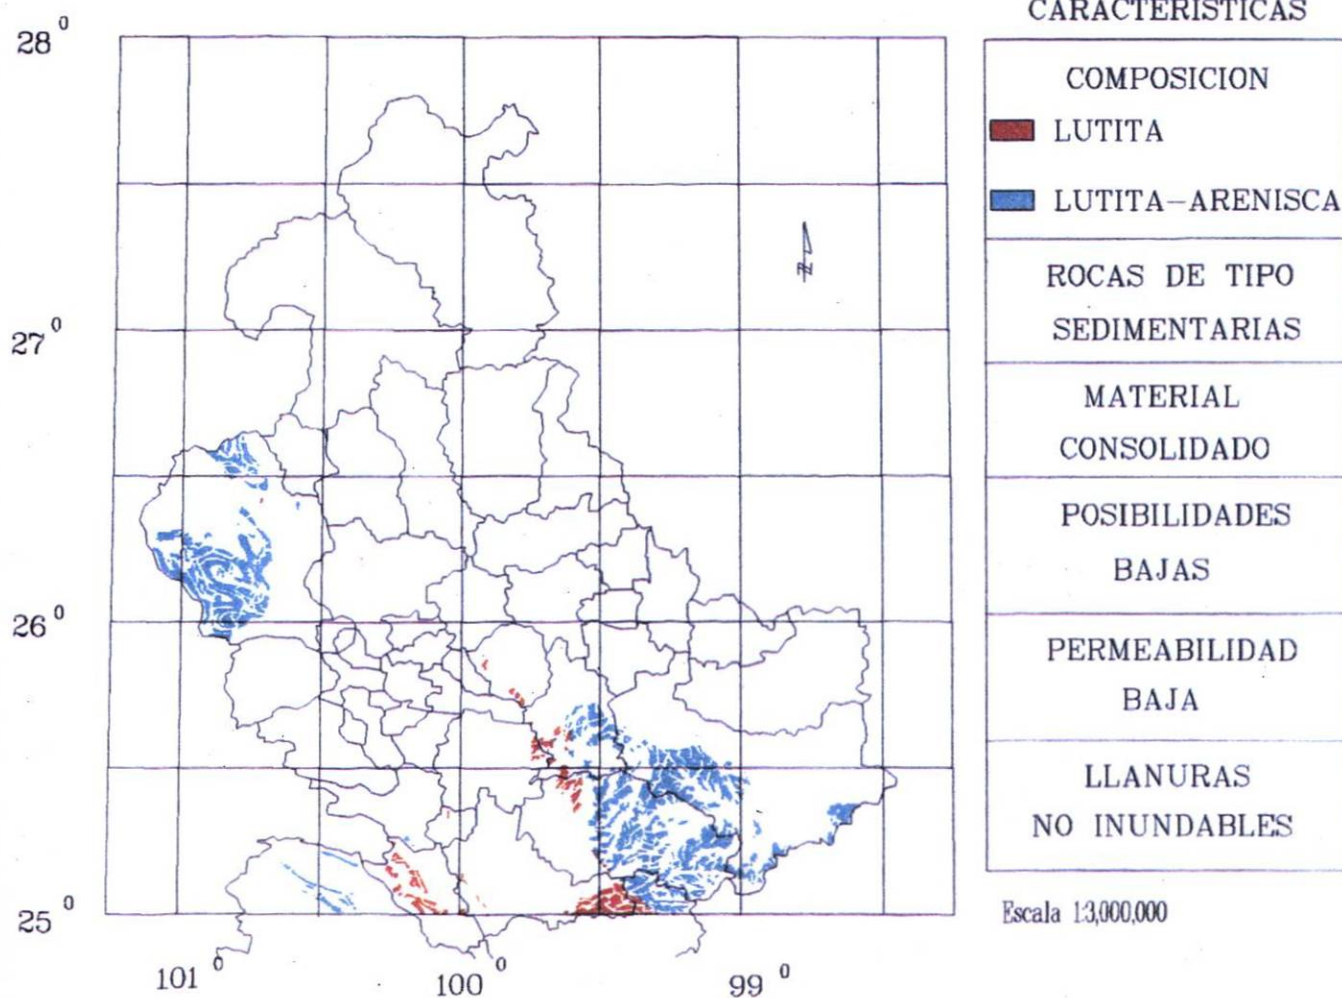 CARACTERISTICAS
COMPOSICION
LUTITA
LUTITA-ARENISCA
ROCAS DE TIPO
SEDIMENTARIAS
MATERIAL
CONSOLIDADO
POSIBILIDADES
BAJAS
PERMEABILIDAD
BAJA
LLANURAS
NO INUNDABLES
Escala 1:3,000,000
28°
27°
26°
25°
101° 100° 99°
N